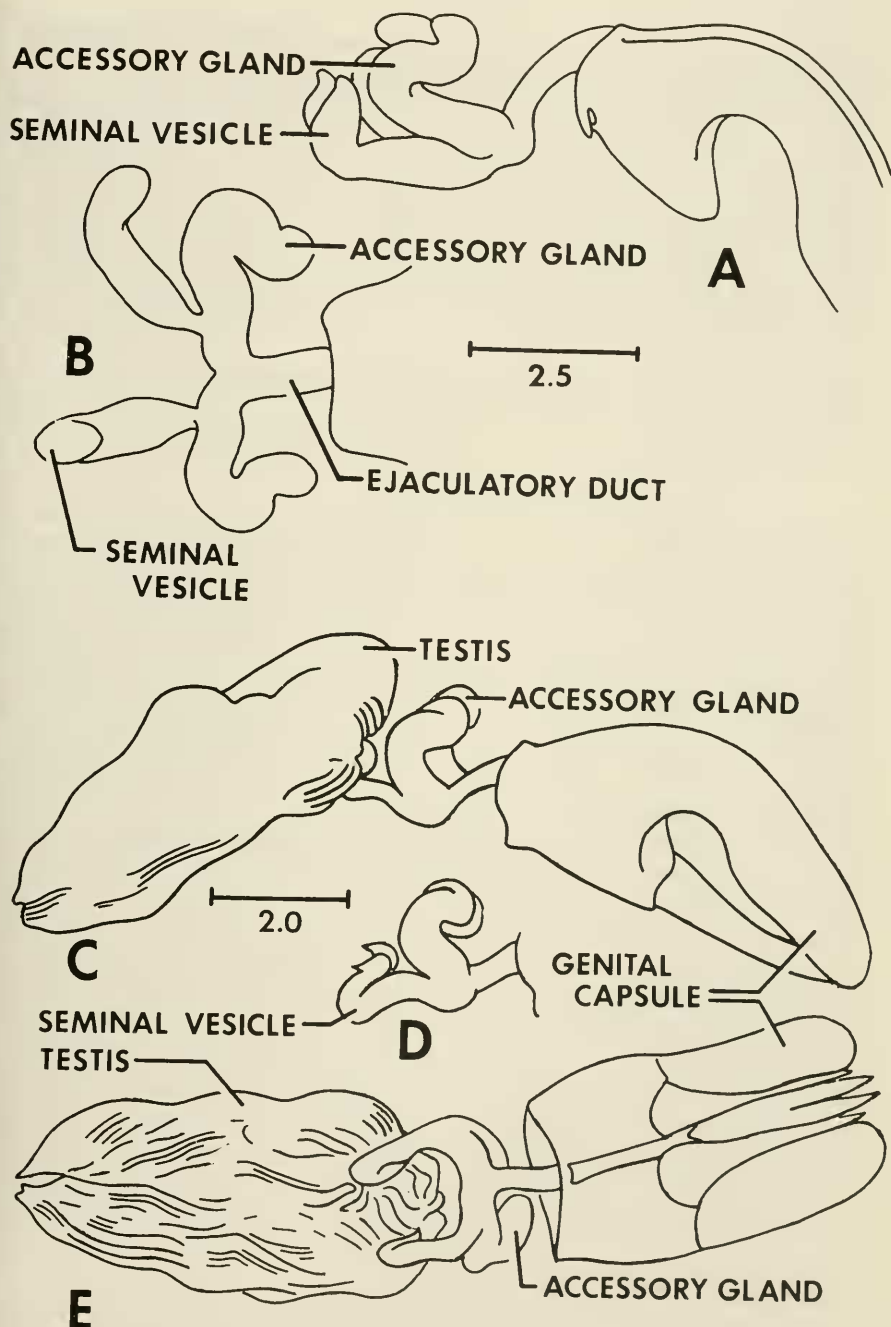 ACCESSORY GLAND
SEMINAL VESICLE
A
ACCESSORY GLAND
B
2.5
EJACULATORY DUCT
SEMINAL
VESICLE
TESTIS
ACCESSORY GLAND
2.0
C
GENITAL
CAPSULE
SEMINAL VESICLE
D
TESTIS
ACCESSORY GLAND
E